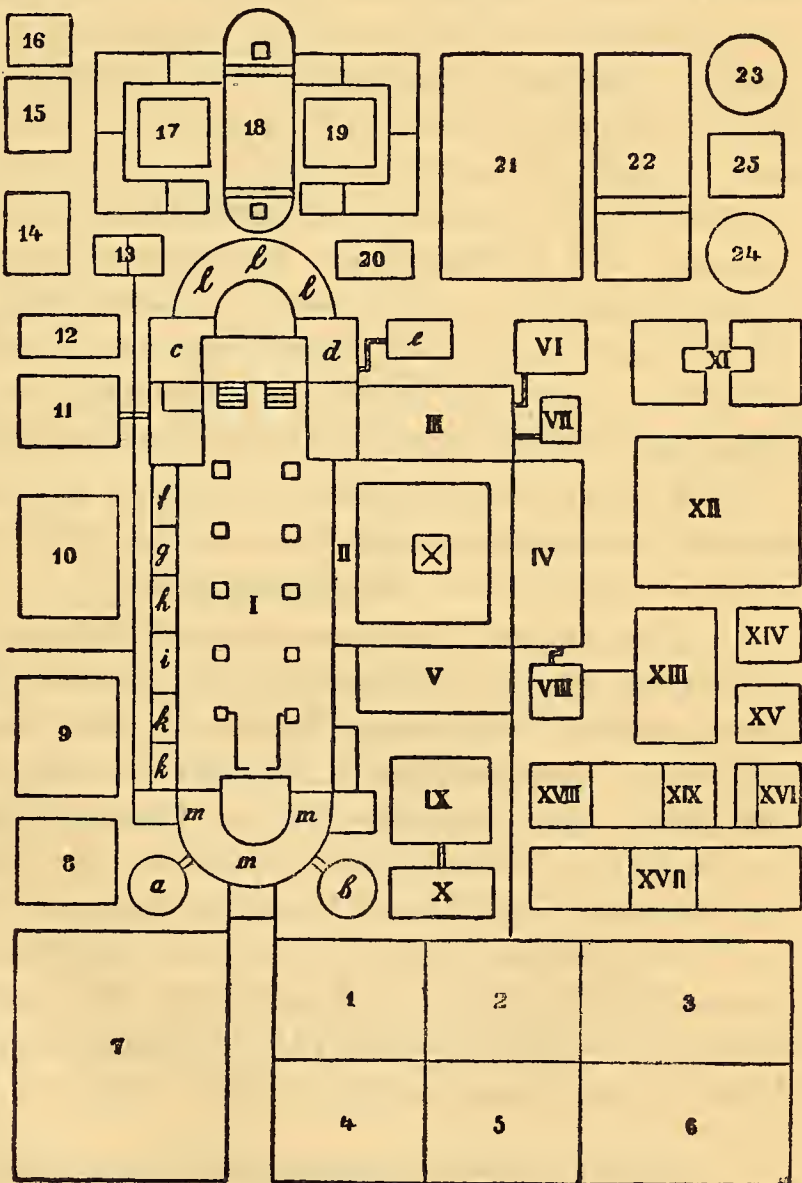 16
15
17
18
19
21
22
23
25
14
24
13
20
l
l
l
12
c
d
e
VI
XI
11
III
VII
f
XII
10
g
II
IV
h
I
XIV
i
V
VIII
XIII
9
k
XV
h
IX
XVIII
XIX
XVI
m
m
8
m
a
b
X
XVII
1
2
3
7
4
5
6